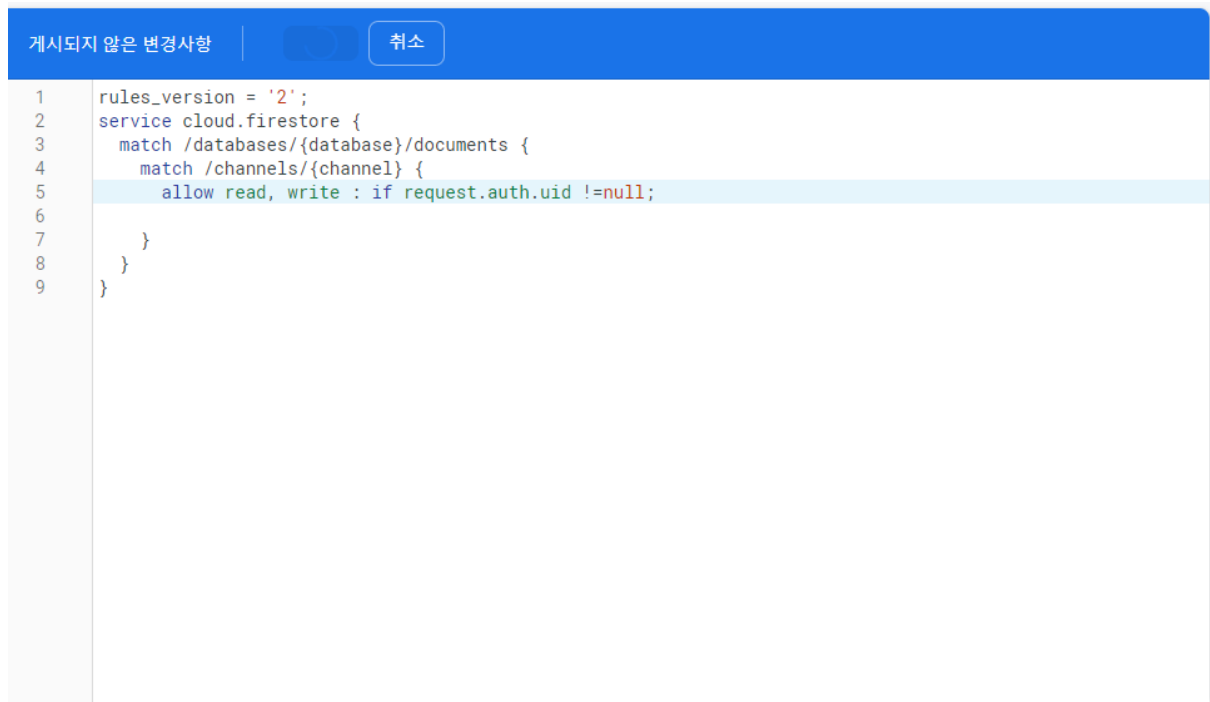 게시되지 않은 변경사항 취소
1 rules_version = '2';
2 service cloud.firestore {
3 match /databases/{database}/documents {
4 match /channels/{channel} {
5 allow read, write : if request.auth.uid !=null;
6
7 }
8 }
9 }